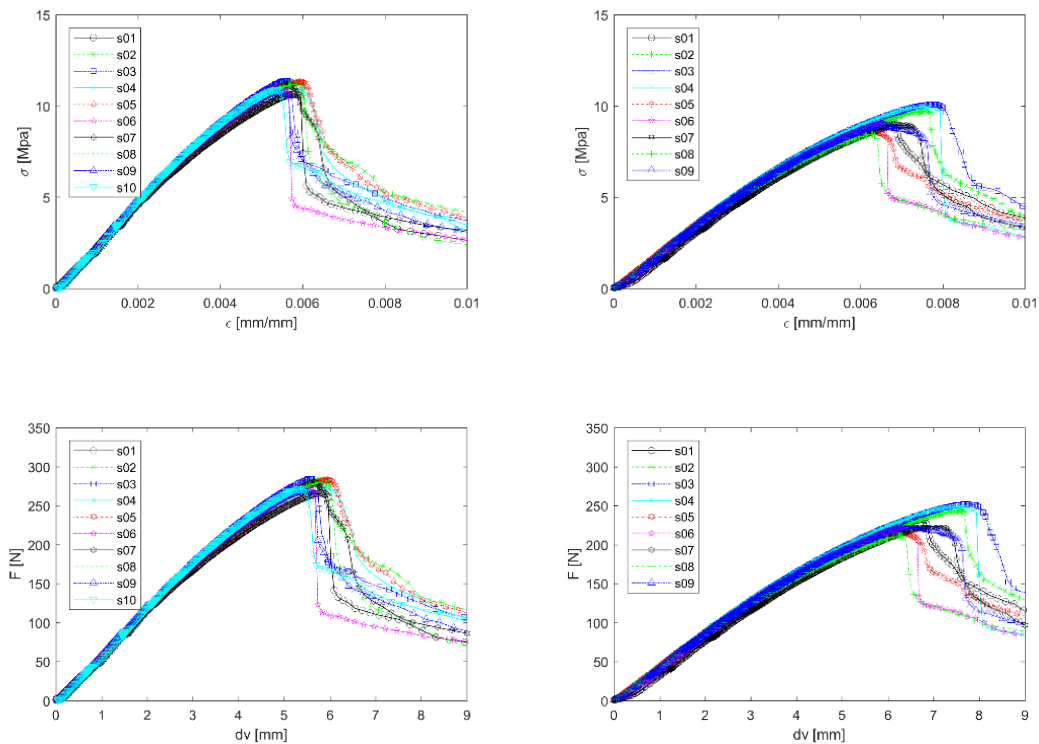 15
10
5
0
σ [Mpa]
s01
s02
s03
s04
s05
s06
s07
s08
s09
s10
0 0.002 0.004 0.006 0.008 0.01
ϵ [mm/mm]
15
10
5
0
σ [Mpa]
s01
s02
s03
s04
s05
s06
s07
s08
s09
0 0.002 0.004 0.006 0.008 0.01
ϵ [mm/mm]
350
300
250
200
150
100
50
0
F [N]
s01
s02
s03
s04
s05
s06
s07
s08
s09
s10
0 1 2 3 4 5 6 7 8 9
dv [mm]
350
300
250
200
150
100
50
0
F [N]
s01
s02
s03
s04
s05
s06
s07
s08
s09
0 1 2 3 4 5 6 7 8 9
dv [mm]